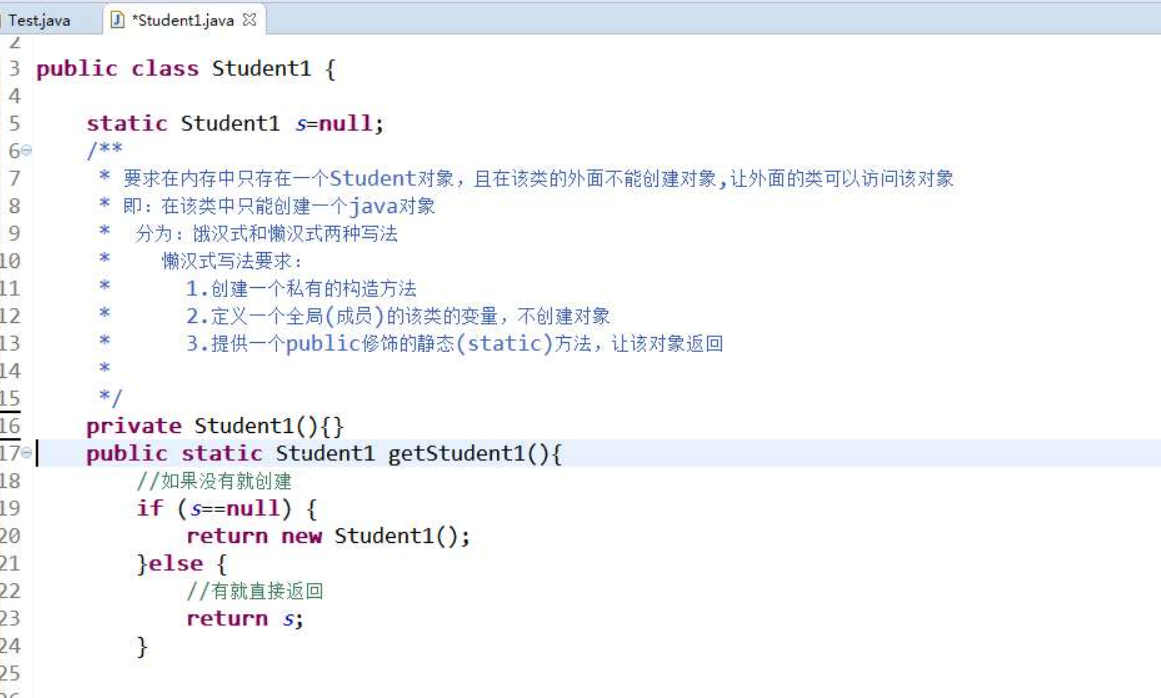 Test.java *Student1.java
2
3 public class Student1 {
4
5 static Student1 s=null;
6 /**
7 * 要求在内存中只存在一个Student对象，且在该类的外面不能创建对象,让外面的类可以访问该对象
8 * 即：在该类中只能创建一个java对象
9 * 分为：饿汉式和懒汉式两种写法
10 * 懒汉式写法要求：
11 * 1.创建一个私有的构造方法
12 * 2.定义一个全局(成员)的该类的变量，不创建对象
13 * 3.提供一个public修饰的静态(static)方法，让该对象返回
14 *
15 */
16 private Student1(){}
17 public static Student1 getStudent1(){
18 //如果没有就创建
19 if (s==null) {
20 return new Student1();
21 }else {
22 //有就直接返回
23 return s;
24 }
25